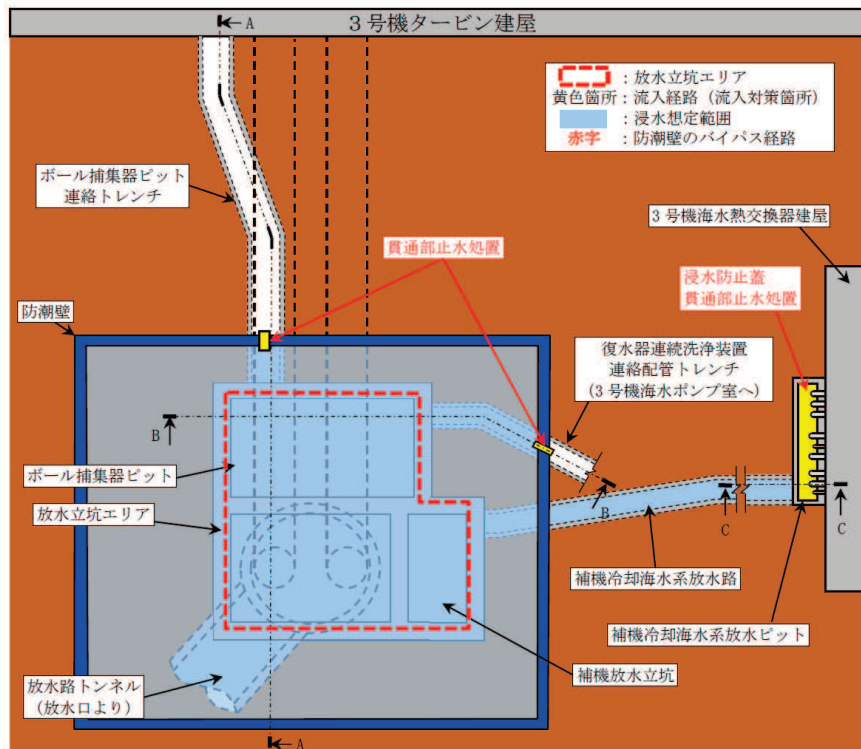 3号機タービン建屋
A
：放水立坑エリア
黄色箇所：流入経路（流入対策箇所）
：浸水想定範囲
赤字：防潮壁のバイパス経路
ボール捕集器ピット
連絡トレンチ
3号機海水熱交換器建屋
貫通部止水処置
浸水防止蓋
貫通部止水処置
防潮壁
復水器連続洗浄装置
連絡配管トレンチ
(3号機海水ポンプ室へ)
B
ボール捕集器ピット
B
放水立坑エリア
C
C
補機冷却海水系放水路
補機冷却海水系放水ピット
補機放水立坑
放水路トンネル
(放水口より)
A